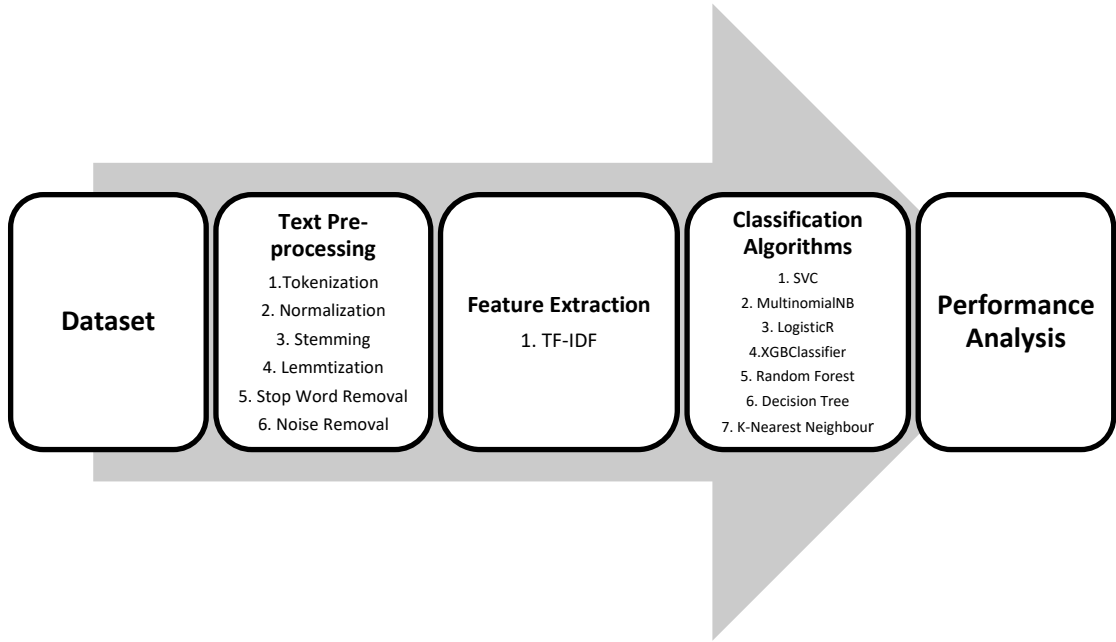 Dataset
Text Pre-
processing
1.Tokenization
2. Normalization
3. Stemming
4. Lemmtization
5. Stop Word Removal
6. Noise Removal
Feature Extraction
1. TF-IDF
Classification
Algorithms
1. SVC
2. MultinomialNB
3. LogisticR
4.XGBClassifier
5. Random Forest
6. Decision Tree
7. K-Nearest Neighbour
Performance
Analysis